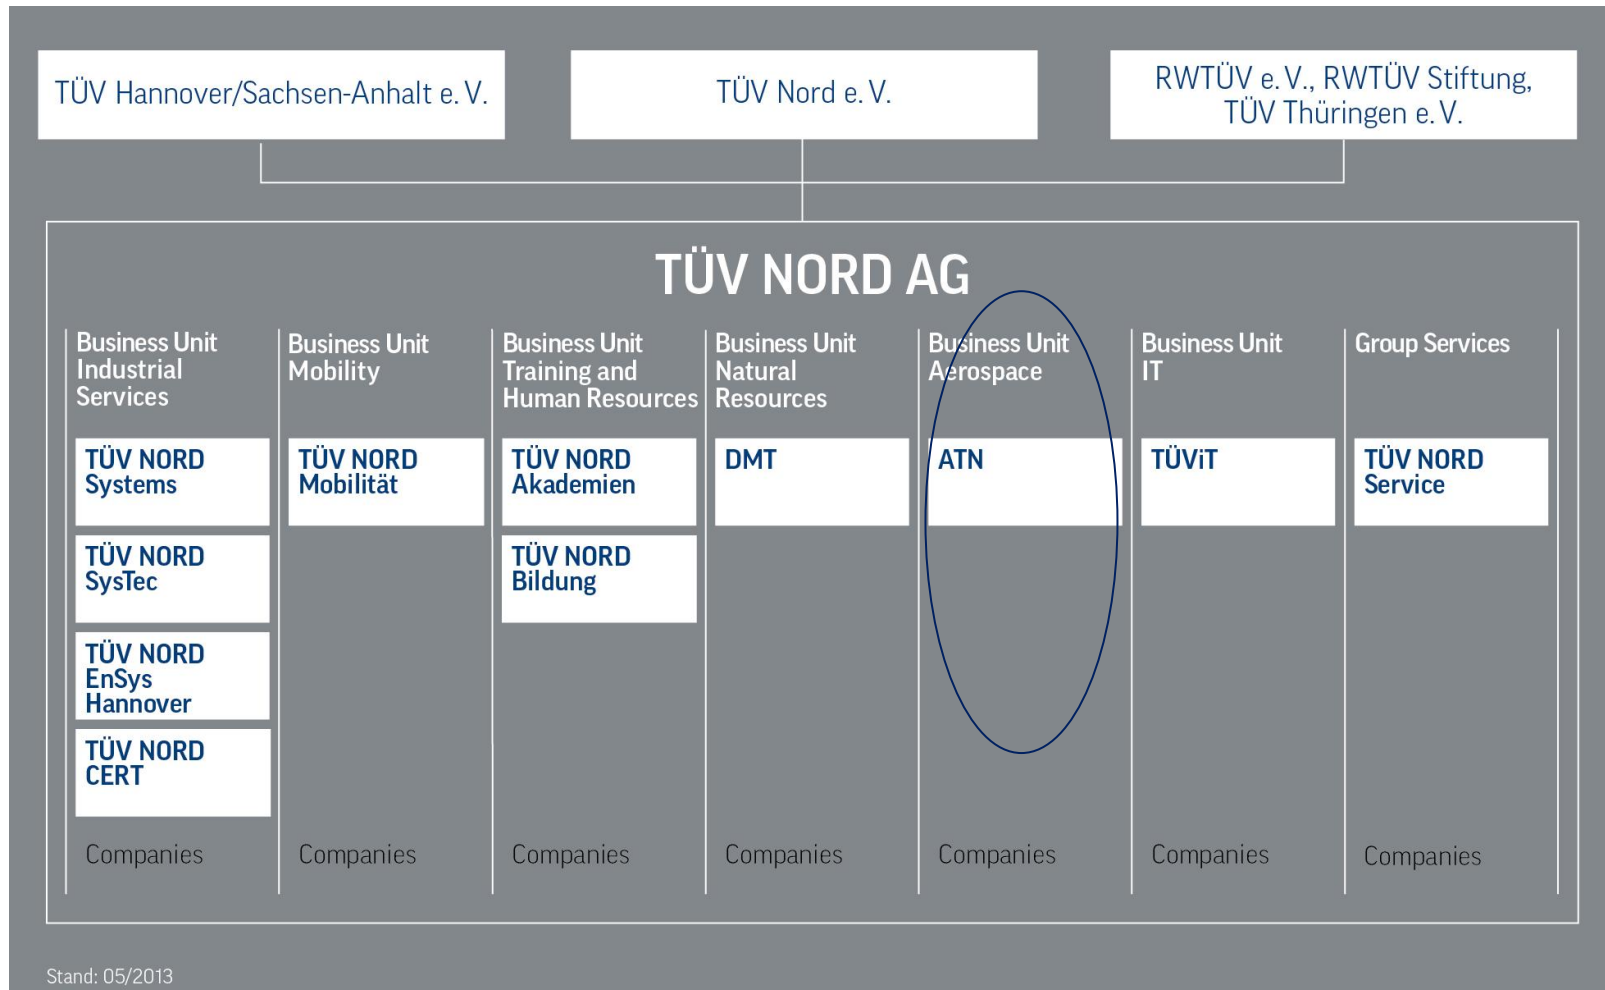 TÜV Hannover/Sachsen-Anhalt e. V.
TÜV Nord e. V.
RWTÜV e. V., RWTÜV Stiftung,
TÜV Thüringen e. V.
TÜV NORD AG
Business Unit
Industrial
Services
TÜV NORD
Systems
TÜV NORD
SysTec
TÜV NORD
EnSys
Hannover
TÜV NORD
CERT
Companies
Business Unit
Mobility
TÜV NORD
Mobilität
Companies
Business Unit
Training and
Human Resources
TÜV NORD
Akademien
TÜV NORD
Bildung
Companies
Business Unit
Natural
Resources
DMT
Companies
Business Unit
Aerospace
ATN
Companies
Business Unit
IT
TÜViT
Companies
Group Services
TÜV NORD
Service
Companies
Stand: 05/2013